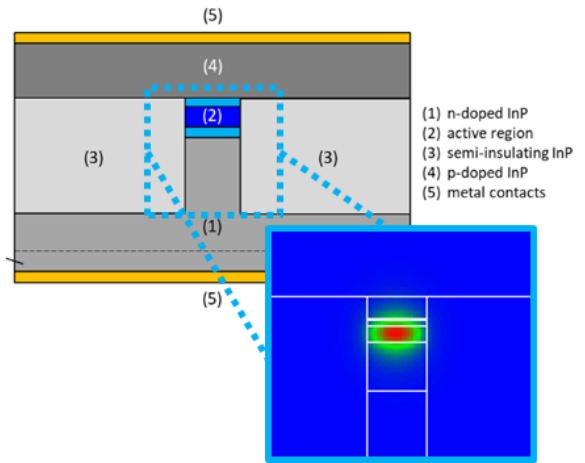 (5)
(4)
(2)
(3)
(3)
(1)
(5)
(1) n-doped InP
(2) active region
(3) semi-insulating InP
(4) p-doped InP
(5) metal contacts